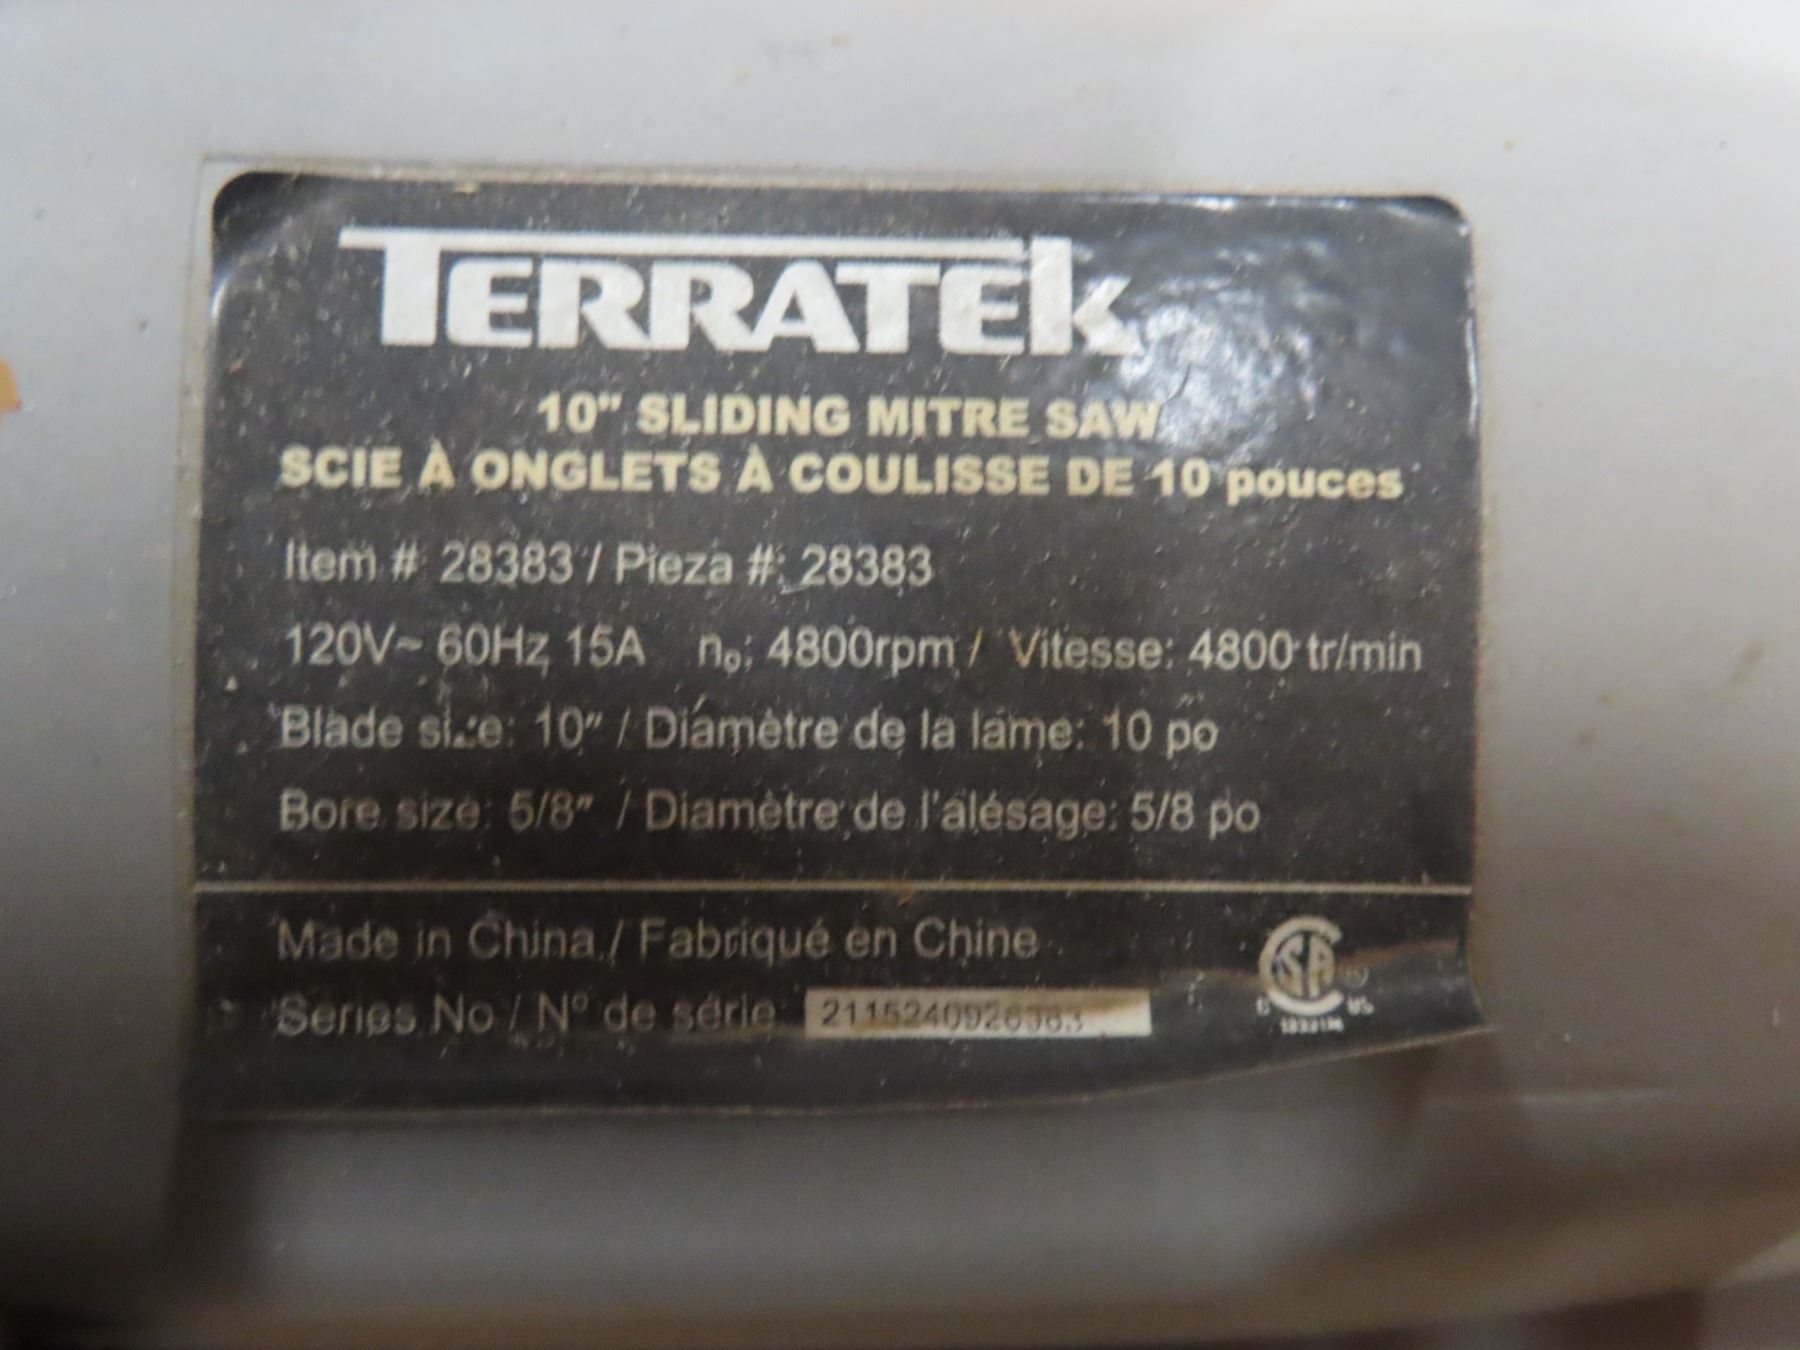 TERRATEK
10" SLIDING MITRE SAW
SCIE À ONGLETS À COULISSE DE 10 pouces
Item # 28383 / Pieza #: 28383
120V~ 60Hz 15A n₀: 4800rpm / Vitesse: 4800 tr/min
Blade size: 10" / Diamètre de la lame: 10 po
Bore size: 5/8" / Diamètre de l'alésage: 5/8 po
Made in China / Fabriqué en Chine
Series No / N° de série
CSA
C US